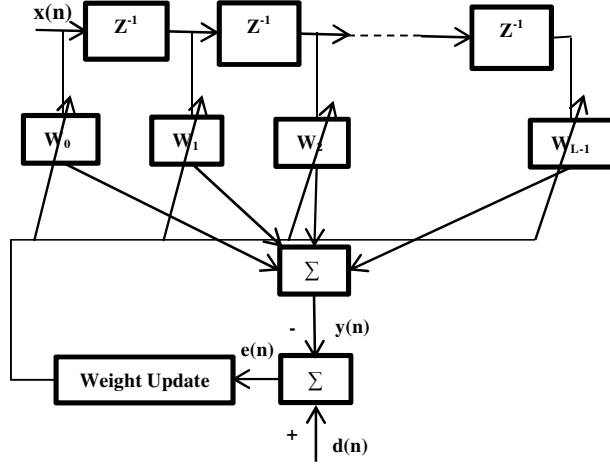 x(n)
Z-1 Z-1 Z-1
W0 W1 W2 WL-1
Σ
- y(n)
e(n)
Weight Update Σ
+ d(n)